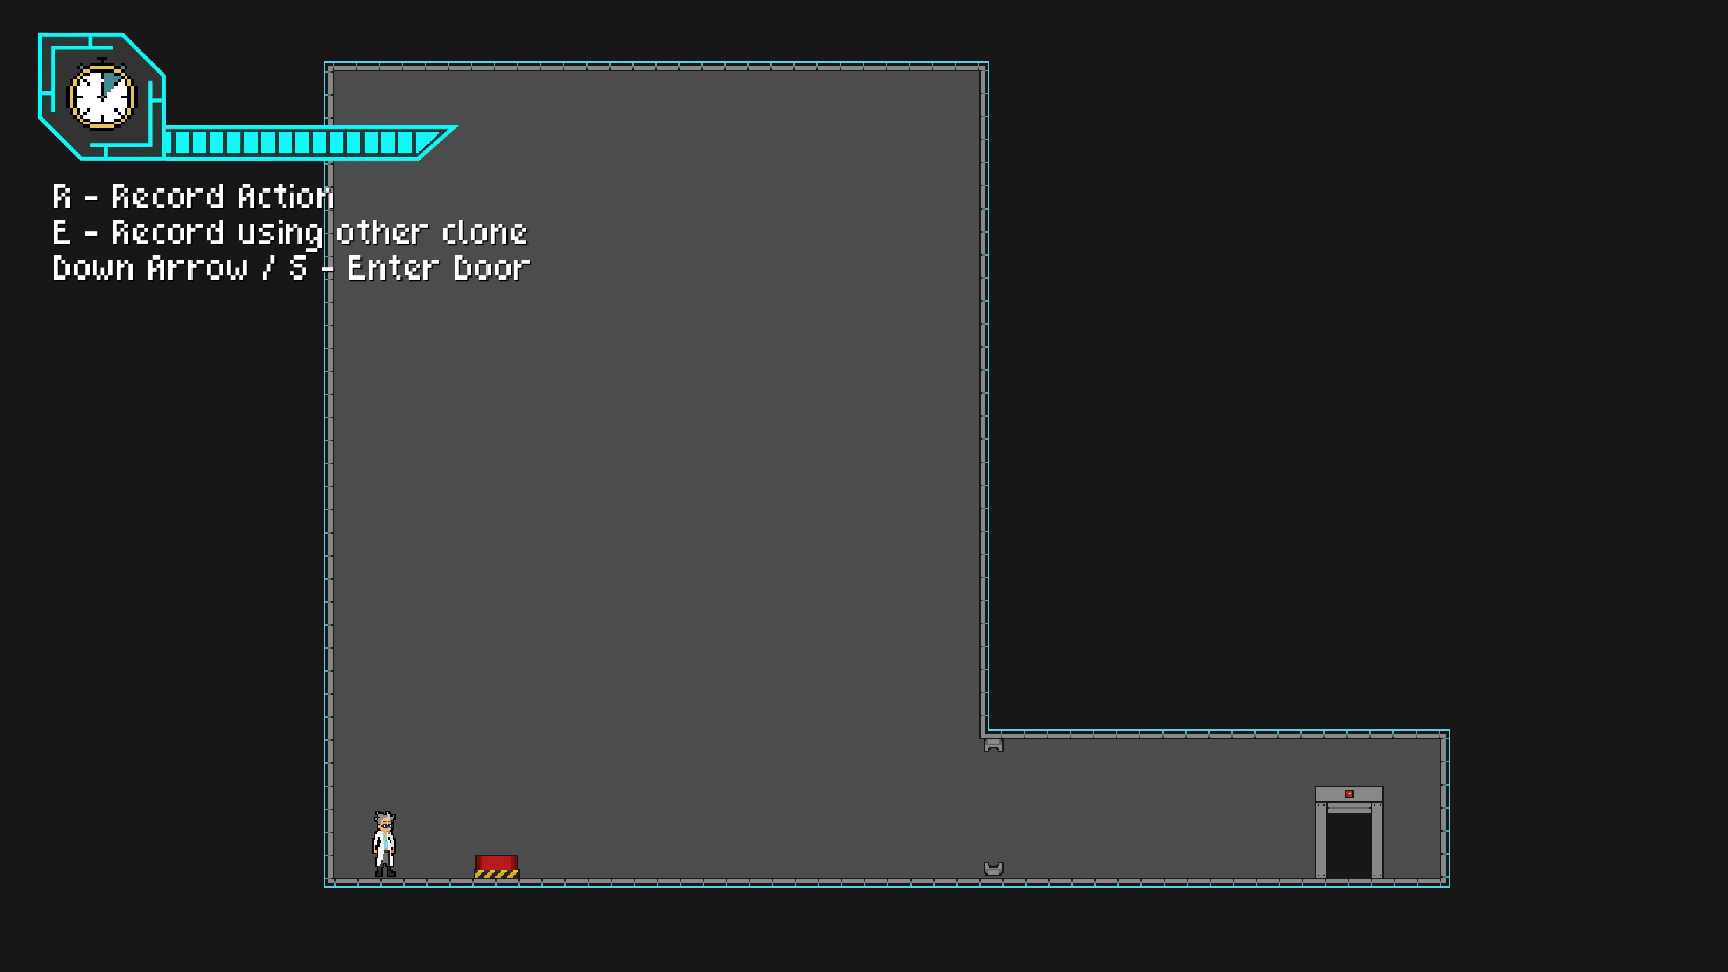 R - Record Action
E - Record using other clone
Down Arrow / S - Enter Door